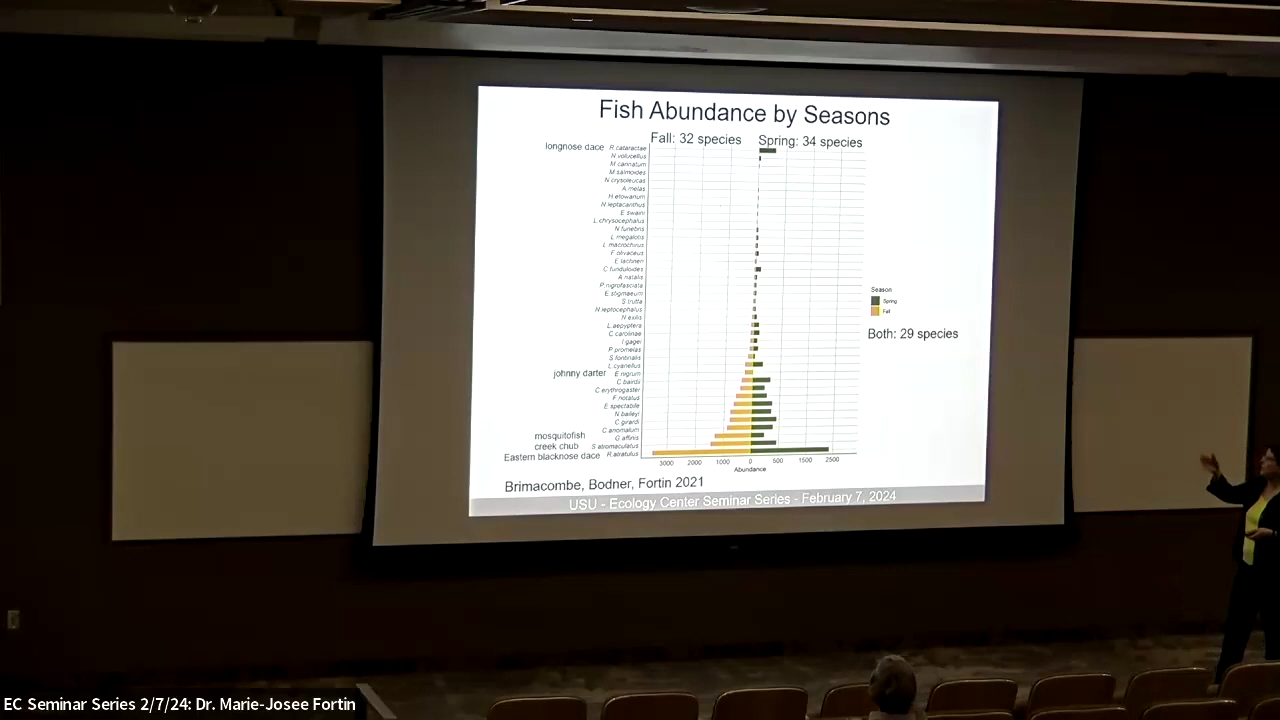 Fish Abundance by Seasons
Fall: 32 species
Spring: 34 species
longnose dace R.cataractae
N.volucellus
M.carinatum
M.salmoides
N.crysoleucas
A.melas
H.etowanum
N.leptacanthus
E.swaini
L.chrysocephalus
N.funebris
L.megalotis
L.macrochirus
F.olivaceus
E.lachneri
C.funduloides
A.natalis
P.nigrofasciata
E.stigmaeum
S.trutta
N.leptocephalus
N.exilis
L.aepyptera
C.carolinae
I.gagei
P.promelas
S.fontinalis
L.cyanellus
johnny darter E.nigrum
C.bairdii
C.erythrogaster
F.notatus
E.spectabile
N.baileyi
C.girardi
C.anomalum
mosquitofish G.affinis
creek chub S.atromaculatus
Eastern blacknose dace R.atratulus
3000 2000 1000 0 500 1500 2500
Abundance
Season
Spring
Fall
Both: 29 species
Brimacombe, Bodner, Fortin 2021
USU - Ecology Center Seminar Series - February 7, 2024
EC Seminar Series 2/7/24: Dr. Marie-Josee Fortin